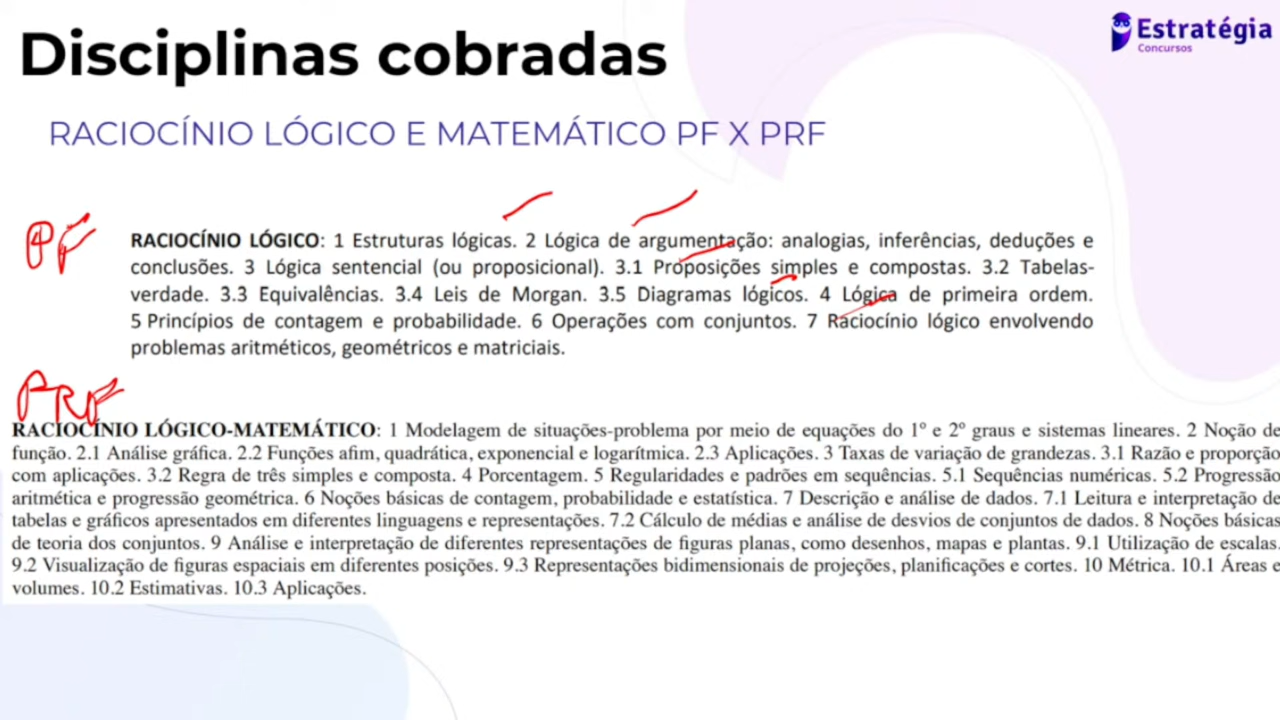 Disciplinas cobradas
Estratégia
Concursos
RACIOCÍNIO LÓGICO E MATEMÁTICO PF X PRF
PF
RACIOCÍNIO LÓGICO: 1 Estruturas lógicas. 2 Lógica de argumentação: analogias, inferências, deduções e
conclusões. 3 Lógica sentencial (ou proposicional). 3.1 Proposições simples e compostas. 3.2 Tabelas-
verdade. 3.3 Equivalências. 3.4 Leis de Morgan. 3.5 Diagramas lógicos. 4 Lógica de primeira ordem.
5 Princípios de contagem e probabilidade. 6 Operações com conjuntos. 7 Raciocínio lógico envolvendo
problemas aritméticos, geométricos e matriciais.
PRF
RACIOCÍNIO LÓGICO-MATEMÁTICO: 1 Modelagem de situações-problema por meio de equações do 1º e 2º graus e sistemas lineares. 2 Noção de
função. 2.1 Análise gráfica. 2.2 Funções afim, quadrática, exponencial e logarítmica. 2.3 Aplicações. 3 Taxas de variação de grandezas. 3.1 Razão e proporção
com aplicações. 3.2 Regra de três simples e composta. 4 Porcentagem. 5 Regularidades e padrões em sequências. 5.1 Sequências numéricas. 5.2 Progressão
aritmética e progressão geométrica. 6 Noções básicas de contagem, probabilidade e estatística. 7 Descrição e análise de dados. 7.1 Leitura e interpretação de
tabelas e gráficos apresentados em diferentes linguagens e representações. 7.2 Cálculo de médias e análise de desvios de conjuntos de dados. 8 Noções básicas
de teoria dos conjuntos. 9 Análise e interpretação de diferentes representações de figuras planas, como desenhos, mapas e plantas. 9.1 Utilização de escalas.
9.2 Visualização de figuras espaciais em diferentes posições. 9.3 Representações bidimensionais de projeções, planificações e cortes. 10 Métrica. 10.1 Áreas e
volumes. 10.2 Estimativas. 10.3 Aplicações.